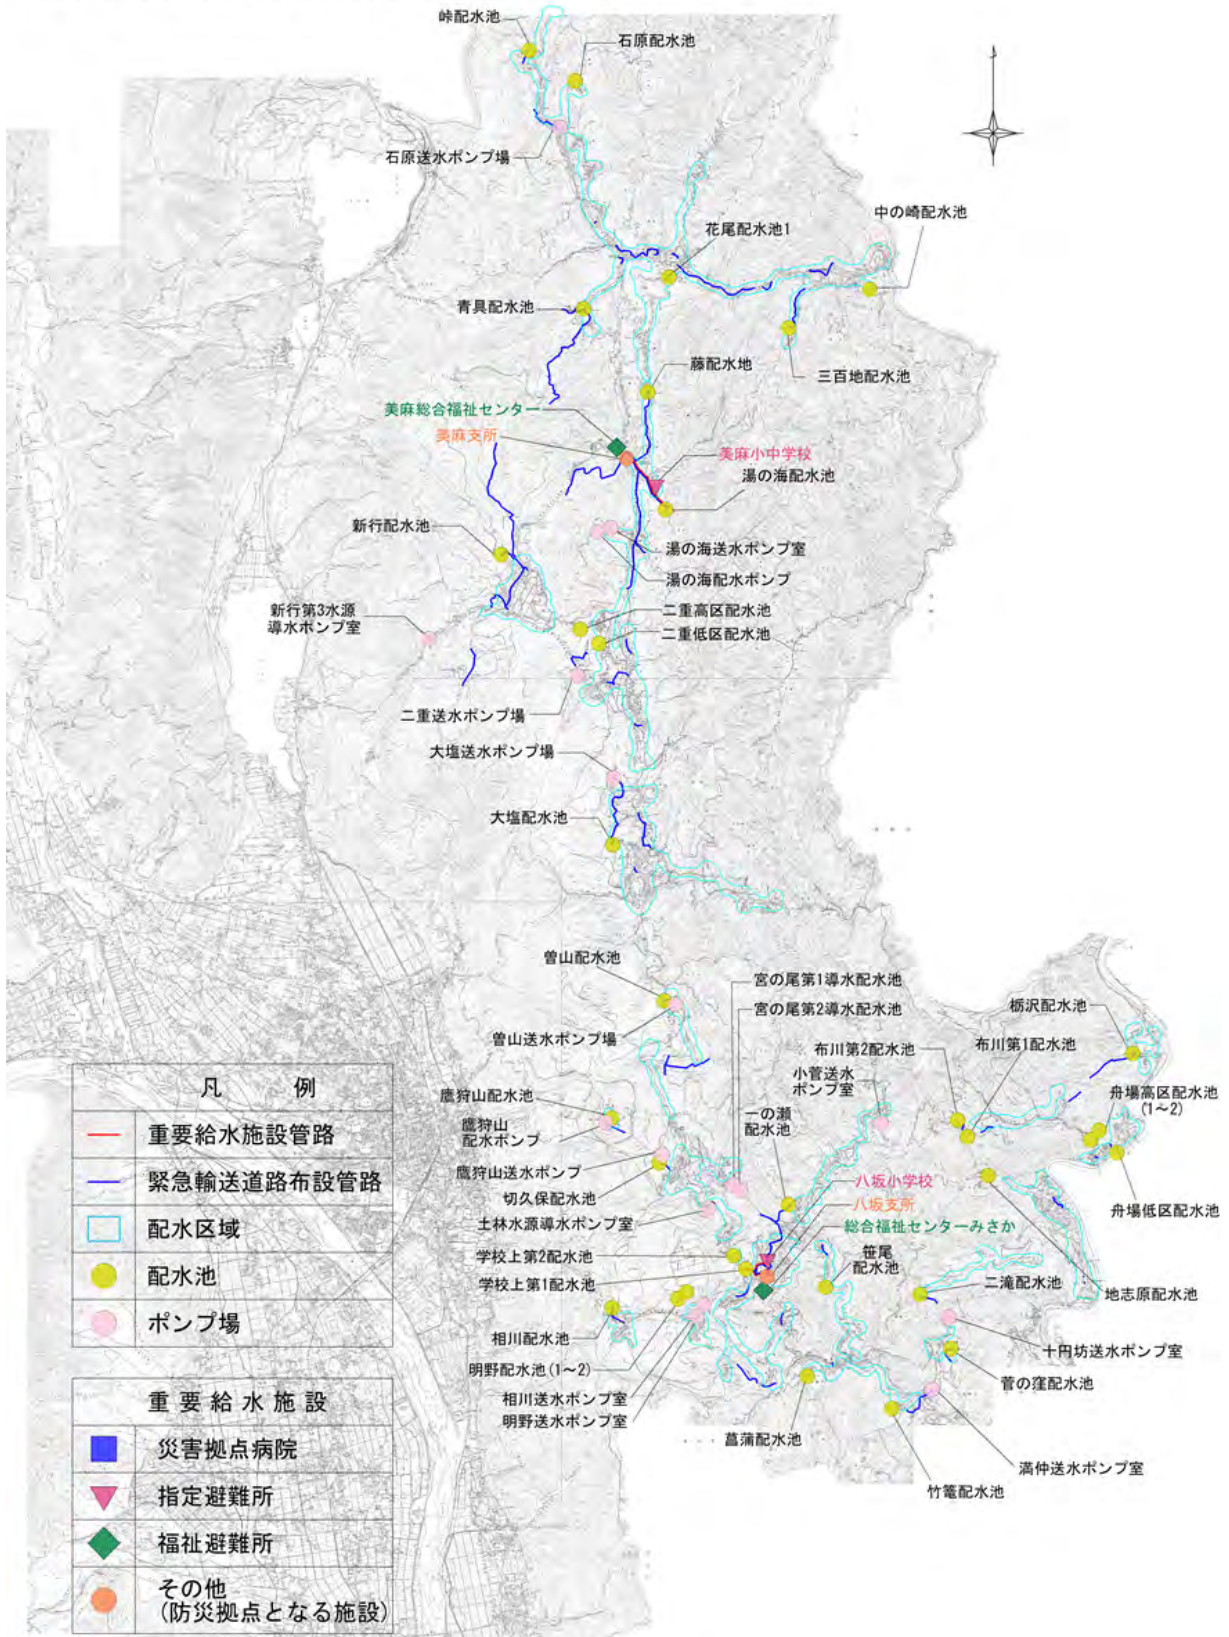 峠配水池
石原配水池
石原送水ポンプ場
中の崎配水池
花尾配水池1
青具配水池
三百地配水池
藤配水地
美麻総合福祉センター
美麻支所
美麻小中学校
湯の海配水池
新行配水池
湯の海送水ポンプ室
湯の海配水ポンプ
新行第3水源
導水ポンプ室
二重高区配水池
二重低区配水池
二重送水ポンプ場
大塩送水ポンプ場
大塩配水池
曽山配水池
宮の尾第1導水配水池
宮の尾第2導水配水池
栃沢配水池
曽山送水ポンプ場
布川第2配水池
布川第1配水池
小菅送水
ポンプ室
舟場高区配水池
(1~2)
鷹狩山配水池
鷹狩山
配水ポンプ
一の瀬
配水池
鷹狩山送水ポンプ
切久保配水池
土林水源導水ポンプ室
八坂小学校
八坂支所
総合福祉センターみさか
舟場低区配水池
学校上第2配水池
学校上第1配水池
笹尾
配水池
二滝配水池
地志原配水池
相川配水池
明野配水池(1~2)
相川送水ポンプ室
明野送水ポンプ室
十円坊送水ポンプ室
菅の窪配水池
菖蒲配水池
満仲送水ポンプ室
竹篭配水池
凡 例
重要給水施設管路
緊急輸送道路布設管路
配水区域
配水池
ポンプ場
重要給水施設
災害拠点病院
指定避難所
福祉避難所
その他
(防災拠点となる施設)